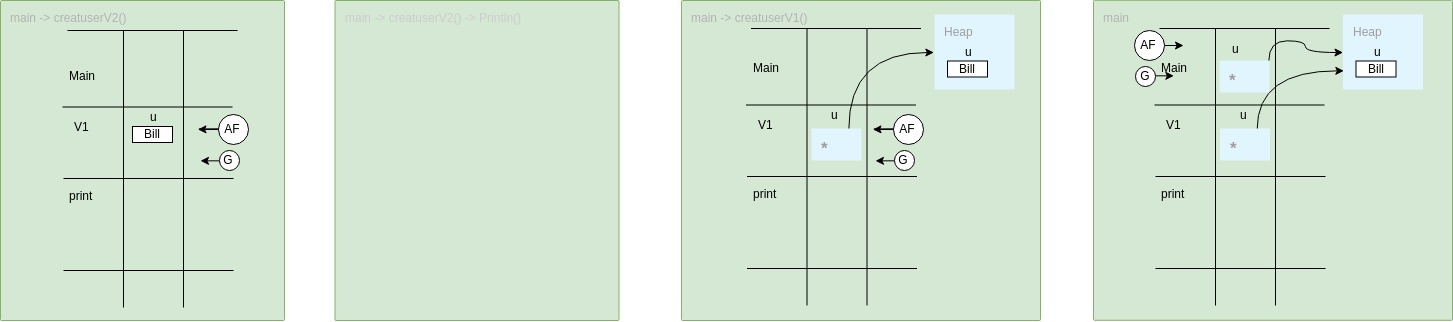 main -> creatuserV2()
Main
u
V1
Bill
AF
G
print
main -> creatuserV2() -> Println()
main -> creatuserV1()
Heap
u
Bill
Main
u
V1
*
AF
G
print
main
Heap
AF
u
u
Bill
G
Main
*
u
V1
*
print